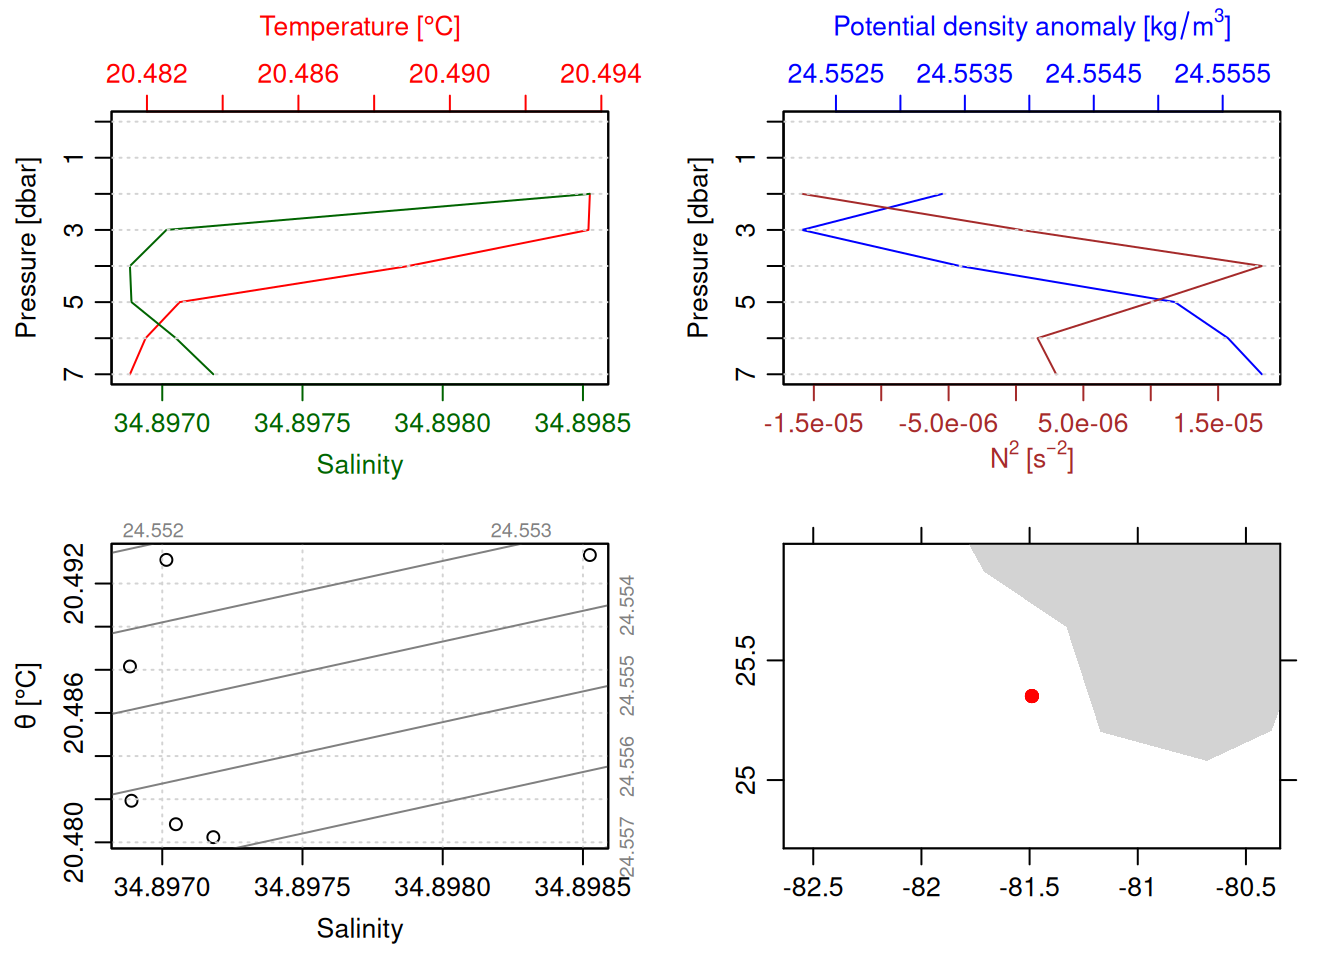 Temperature [°C]
20.482 20.486 20.490 20.494
Pressure [dbar]
1
3
5
7
34.8970 34.8975 34.8980 34.8985
Salinity
Potential density anomaly [kg/m³]
24.5525 24.5535 24.5545 24.5555
Pressure [dbar]
1
3
5
7
-1.5e-05 -5.0e-06 5.0e-06 1.5e-05
N² [s⁻²]
24.552 24.553
θ [°C]
20.492
20.486
20.480
24.554
24.555
24.556
24.557
34.8970 34.8975 34.8980 34.8985
Salinity
25.5
25
-82.5 -82 -81.5 -81 -80.5